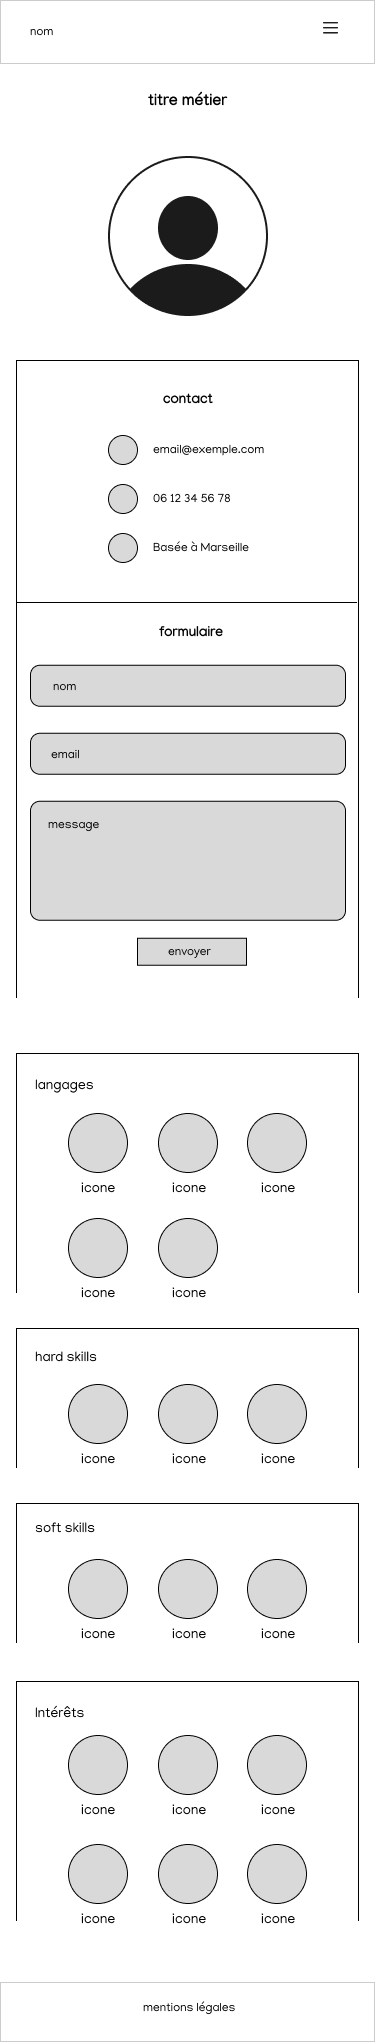 nom
titre métier
contact
email@exemple.com
06 12 34 56 78
Basée à Marseille
formulaire
nom
email
message
envoyer
langages
icone icone icone
icone icone
hard skills
icone icone icone
soft skills
icone icone icone
Intérêts
icone icone icone
icone icone icone
mentions légales